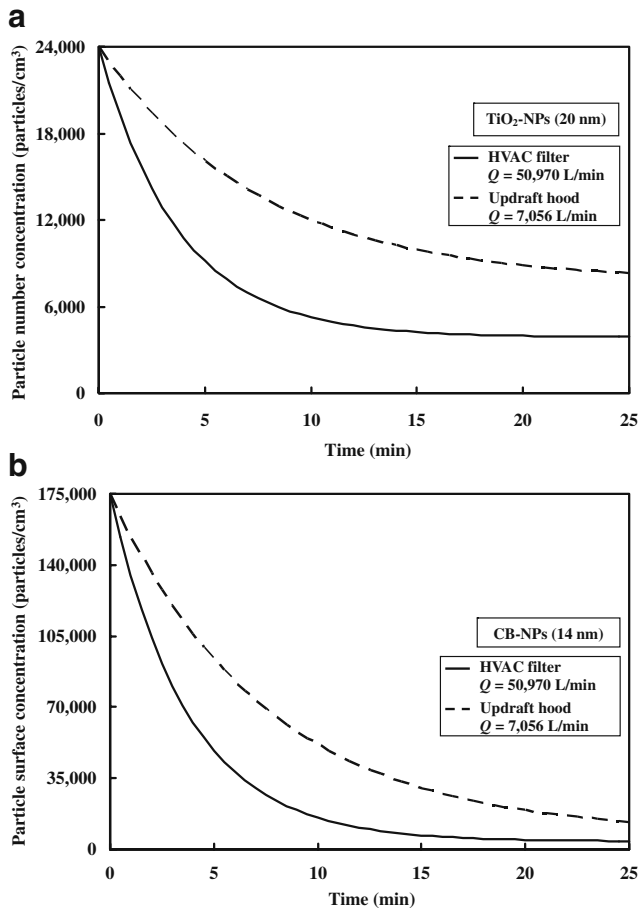 a
Particle number concentration (particles/cm³)
24,000
18,000
12,000
6,000
0
TiO₂-NPs (20 nm)
HVAC filter
Q = 50,970 L/min
Updraft hood
Q = 7,056 L/min
0 5 10 15 20 25
Time (min)
b
Particle surface concentration (particles/cm³)
175,000
140,000
105,000
70,000
35,000
0
CB-NPs (14 nm)
HVAC filter
Q = 50,970 L/min
Updraft hood
Q = 7,056 L/min
0 5 10 15 20 25
Time (min)